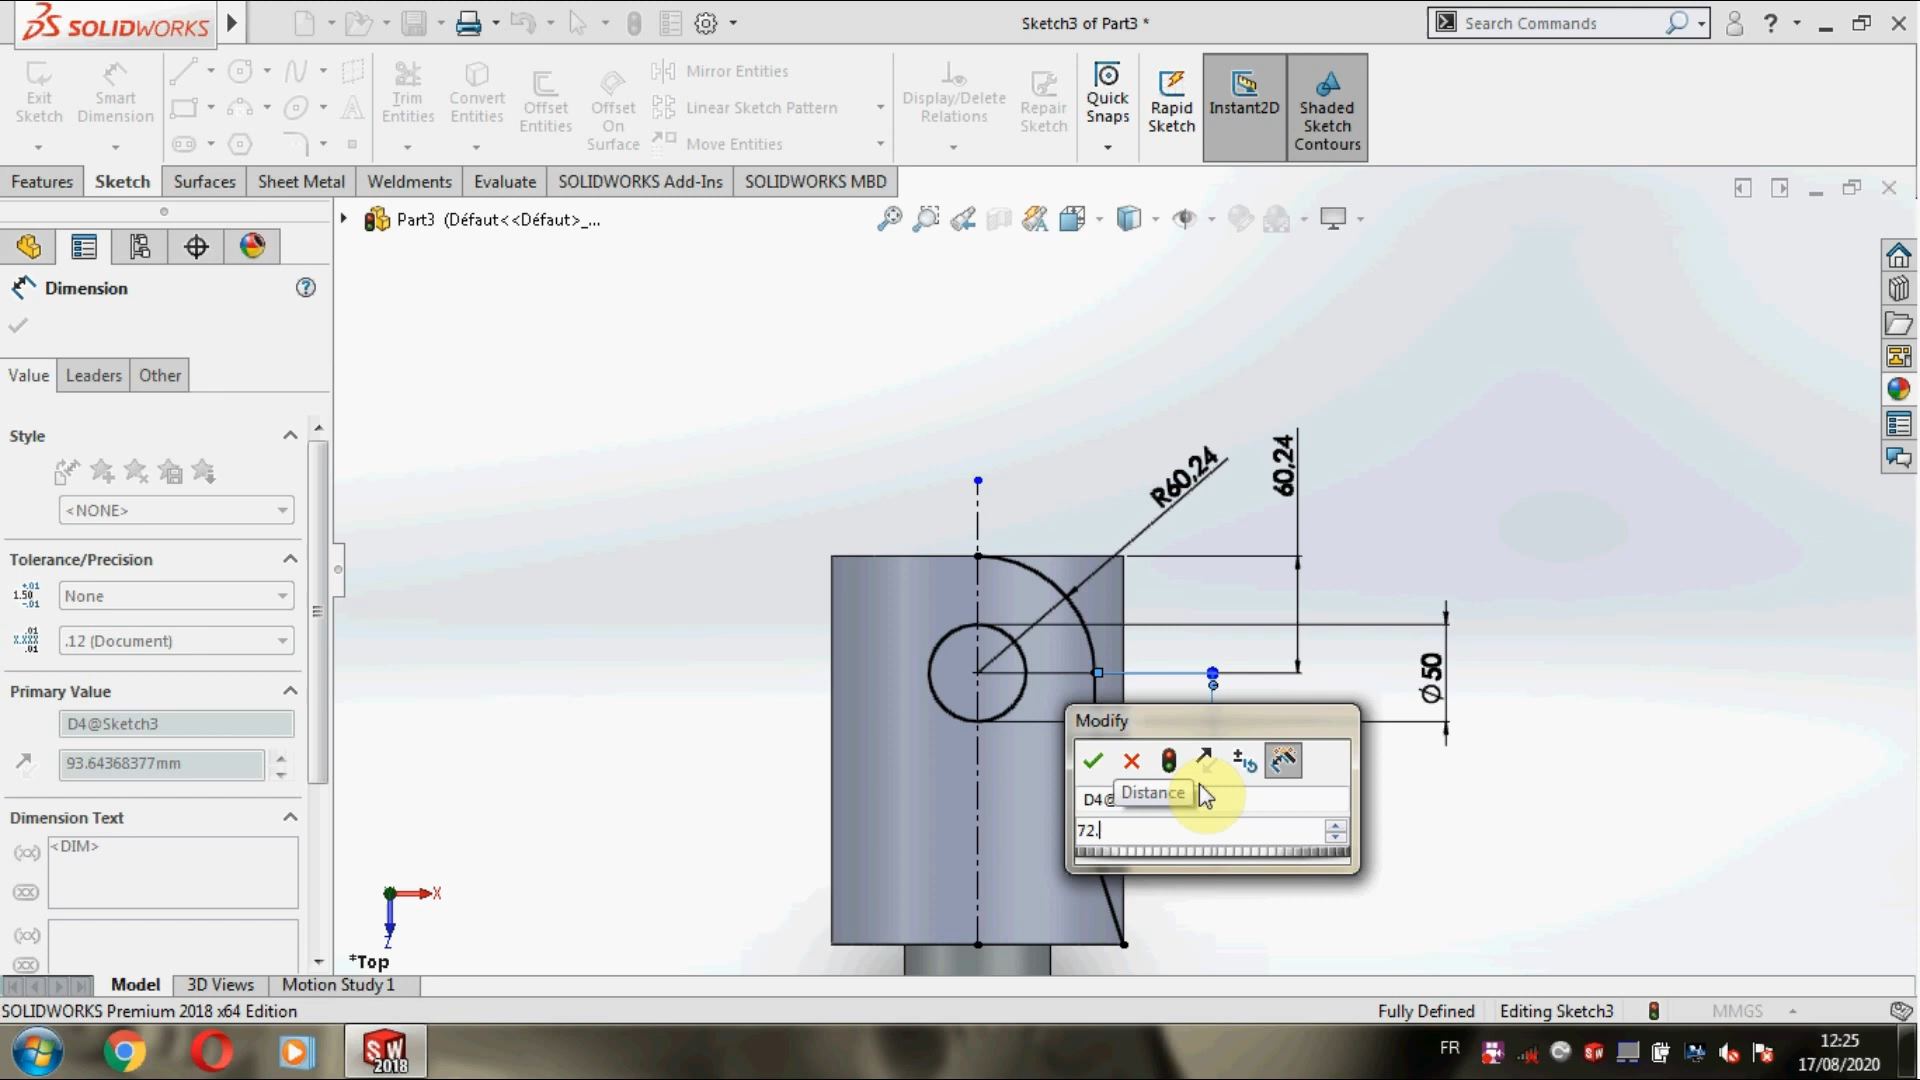 SOLIDWORKS
Sketch3 of Part3 *
Search Commands
Exit Sketch
Smart Dimension
Trim Entities
Convert Entities
Offset Entities
Offset On Surface
Mirror Entities
Linear Sketch Pattern
Move Entities
Display/Delete Relations
Repair Sketch
Quick Snaps
Rapid Sketch
Instant2D
Shaded Sketch Contours
Features
Sketch
Surfaces
Sheet Metal
Weldments
Evaluate
SOLIDWORKS Add-Ins
SOLIDWORKS MBD
Part3 (Défaut<<Défaut>_...
Dimension
Value
Leaders
Other
Style
<NONE>
Tolerance/Precision
None
.12 (Document)
Primary Value
D4@Sketch3
93.64368377mm
Dimension Text
<DIM>
R60,24
60,24
Ø50
Modify
D4@
Distance
72.
X
Z
*Top
Model
3D Views
Motion Study 1
SOLIDWORKS Premium 2018 x64 Edition
Fully Defined
Editing Sketch3
MMGS
SW
2018
FR
12:25
17/08/2020